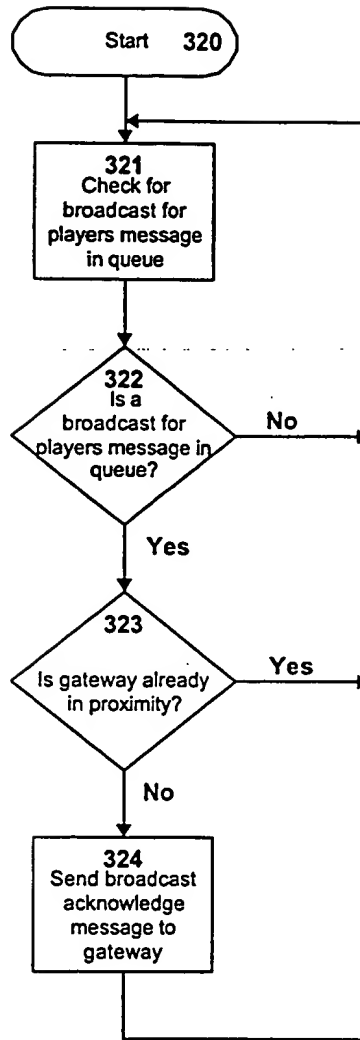 Start 320
321
Check for
broadcast for
players message
in queue
322
Is a
broadcast for
players message in
queue?
No
Yes
323
Is gateway already
in proximity?
Yes
No
324
Send broadcast
acknowledge
message to
gateway